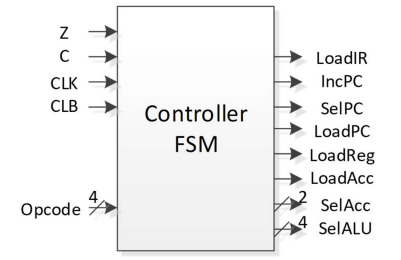 Z
C
CLK
CLB
4
Opcode
Controller
FSM
LoadIR
IncPC
SelPC
LoadPC
LoadReg
LoadAcc
2
SelAcc
4
SelALU